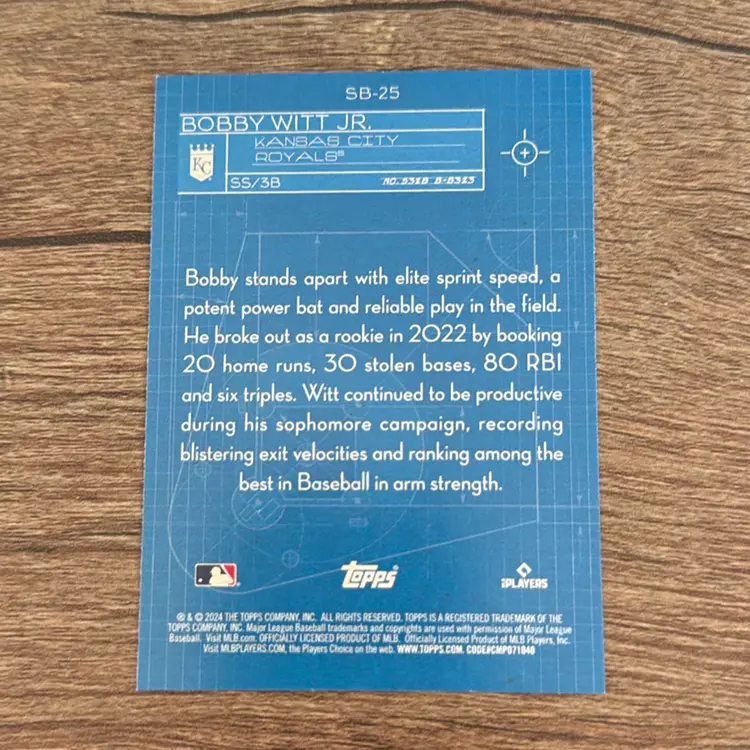 SB-25
BOBBY WITT JR.
KANSAS CITY
ROYALS®
KC
SS/3B
Bobby stands apart with elite sprint speed, a
potent power bat and reliable play in the field.
He broke out as a rookie in 2022 by booking
20 home runs, 30 stolen bases, 80 RBI
and six triples. Witt continued to be productive
during his sophomore campaign, recording
blistering exit velocities and ranking among the
best in Baseball in arm strength.
topps
PLAYERS
® & © 2024 THE TOPPS COMPANY, INC. ALL RIGHTS RESERVED. TOPPS IS A REGISTERED TRADEMARK OF THE
TOPPS COMPANY, INC. Major League Baseball trademarks and copyrights are used with permission of Major League
Baseball. Visit MLB.com. OFFICIALLY LICENSED PRODUCT OF MLB. Officially Licensed Product of MLB Players, Inc.
Visit MLBPLAYERS.COM, the Players Choice on the web. WWW.TOPPS.COM. CODE#CMP071040